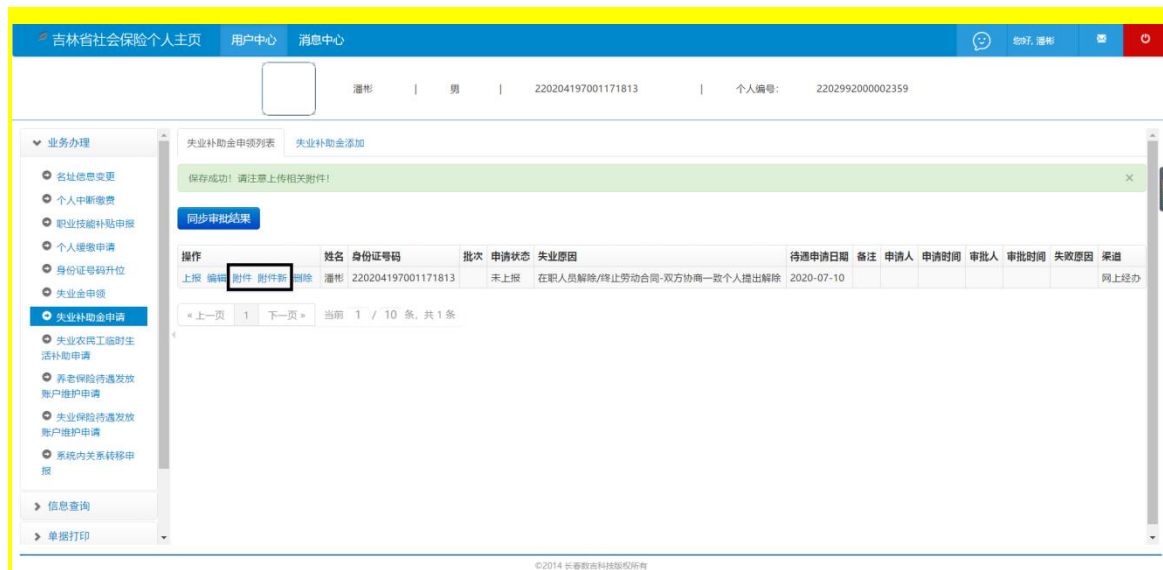 吉林省社会保险个人主页 用户中心 消息中心 您好, 潘彬
潘彬 | 男 | 220204197001171813 | 个人编号: 2202992000002359
业务办理
名址信息变更
个人中断缴费
职业技能补贴申报
个人缓缴申请
身份证号码升位
失业金申领
失业补助金申请
失业农民工临时生
活补助申请
养老保险待遇发放
账户维护申请
失业保险待遇发放
账户维护申请
系统内关系转移申
报
信息查询
单据打印
失业补助金申领列表 失业补助金添加
保存成功! 请注意上传相关附件! ×
同步审批结果
操作 姓名 身份证号码 批次 申请状态 失业原因 待遇申请日期 备注 申请人 申请时间 审批人 审批时间 失败原因 渠道
上报 编辑 附件 附件新 删除 潘彬 220204197001171813 未上报 在职人员解除/终止劳动合同-双方协商一致个人提出解除 2020-07-10 网上经办
« 上一页 1 下一页 » 当前 1 / 10 条, 共 1 条
©2014 长春数吉科技版权所有